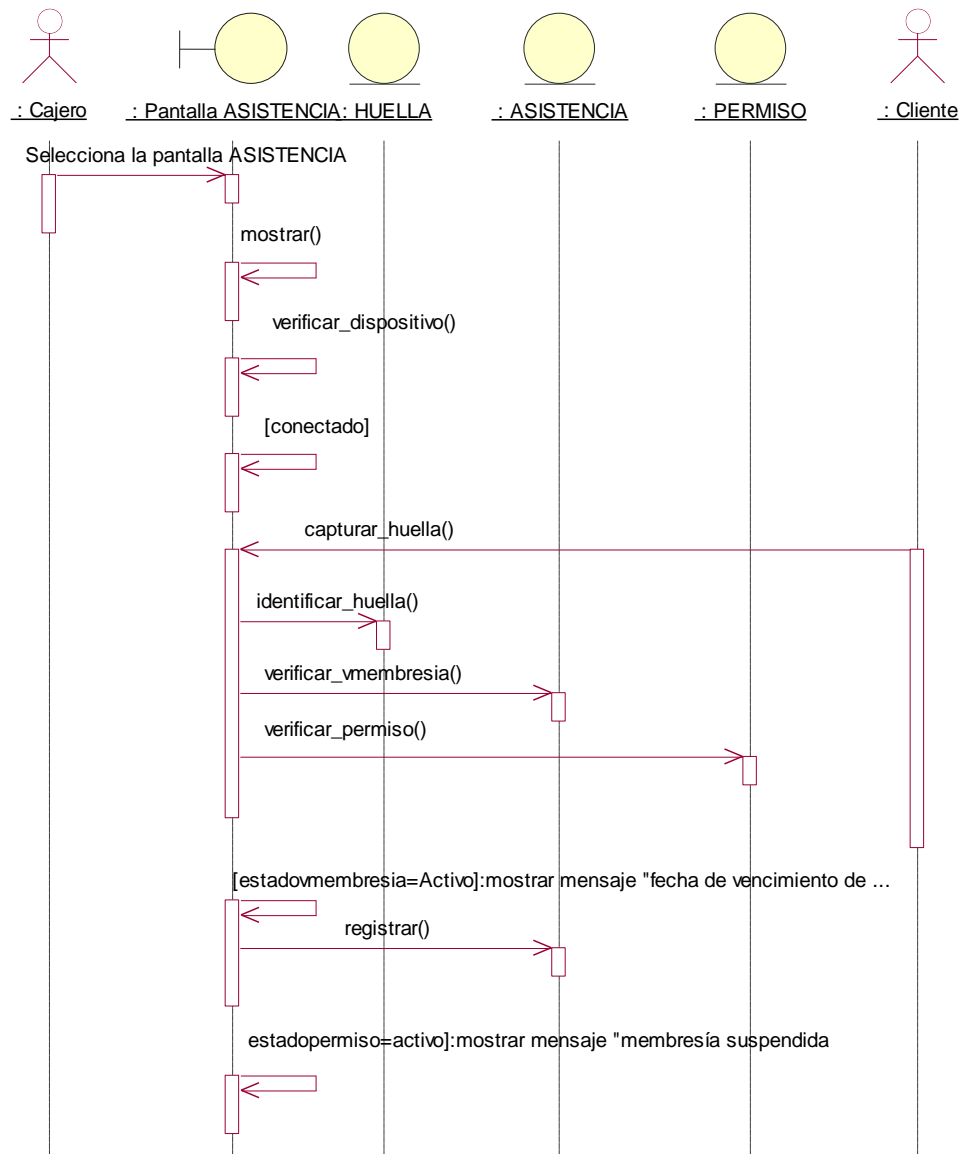 : Cajero
: Pantalla ASISTENCIA
: HUELLA
: ASISTENCIA
: PERMISO
: Cliente
Selecciona la pantalla ASISTENCIA
mostrar()
verificar_dispositivo()
[conectado]
capturar_huella()
identificar_huella()
verificar_vmembresia()
verificar_permiso()
[estadovmembresia=Activo]:mostrar mensaje "fecha de vencimiento de ...
registrar()
estadopermiso=activo]:mostrar mensaje "membresía suspendida